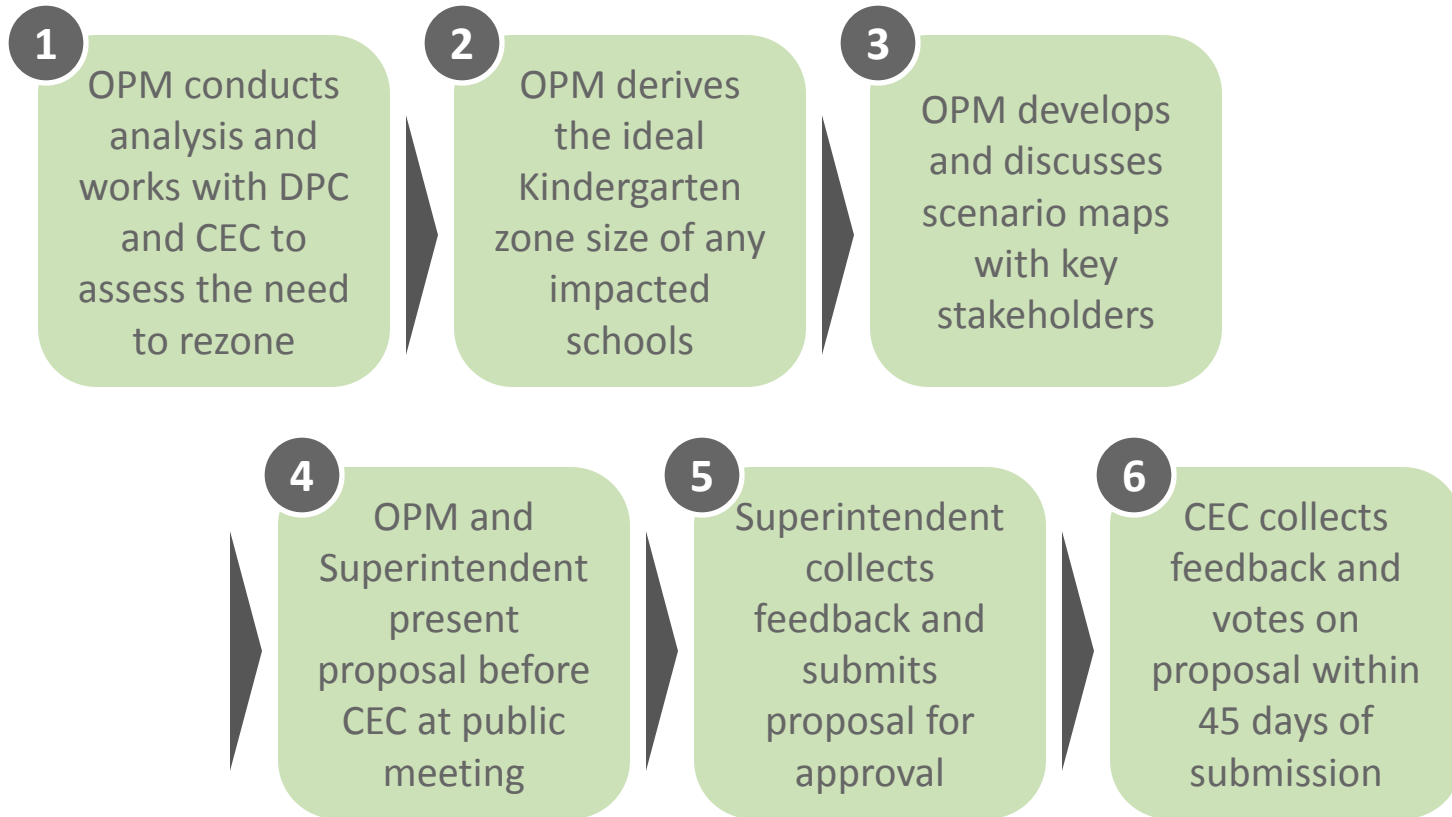 1
OPM conducts
analysis and
works with DPC
and CEC to
assess the need
to rezone
2
OPM derives
the ideal
Kindergarten
zone size of any
impacted
schools
3
OPM develops
and discusses
scenario maps
with key
stakeholders
4
OPM and
Superintendent
present
proposal before
CEC at public
meeting
5
Superintendent
collects
feedback and
submits
proposal for
approval
6
CEC collects
feedback and
votes on
proposal within
45 days of
submission